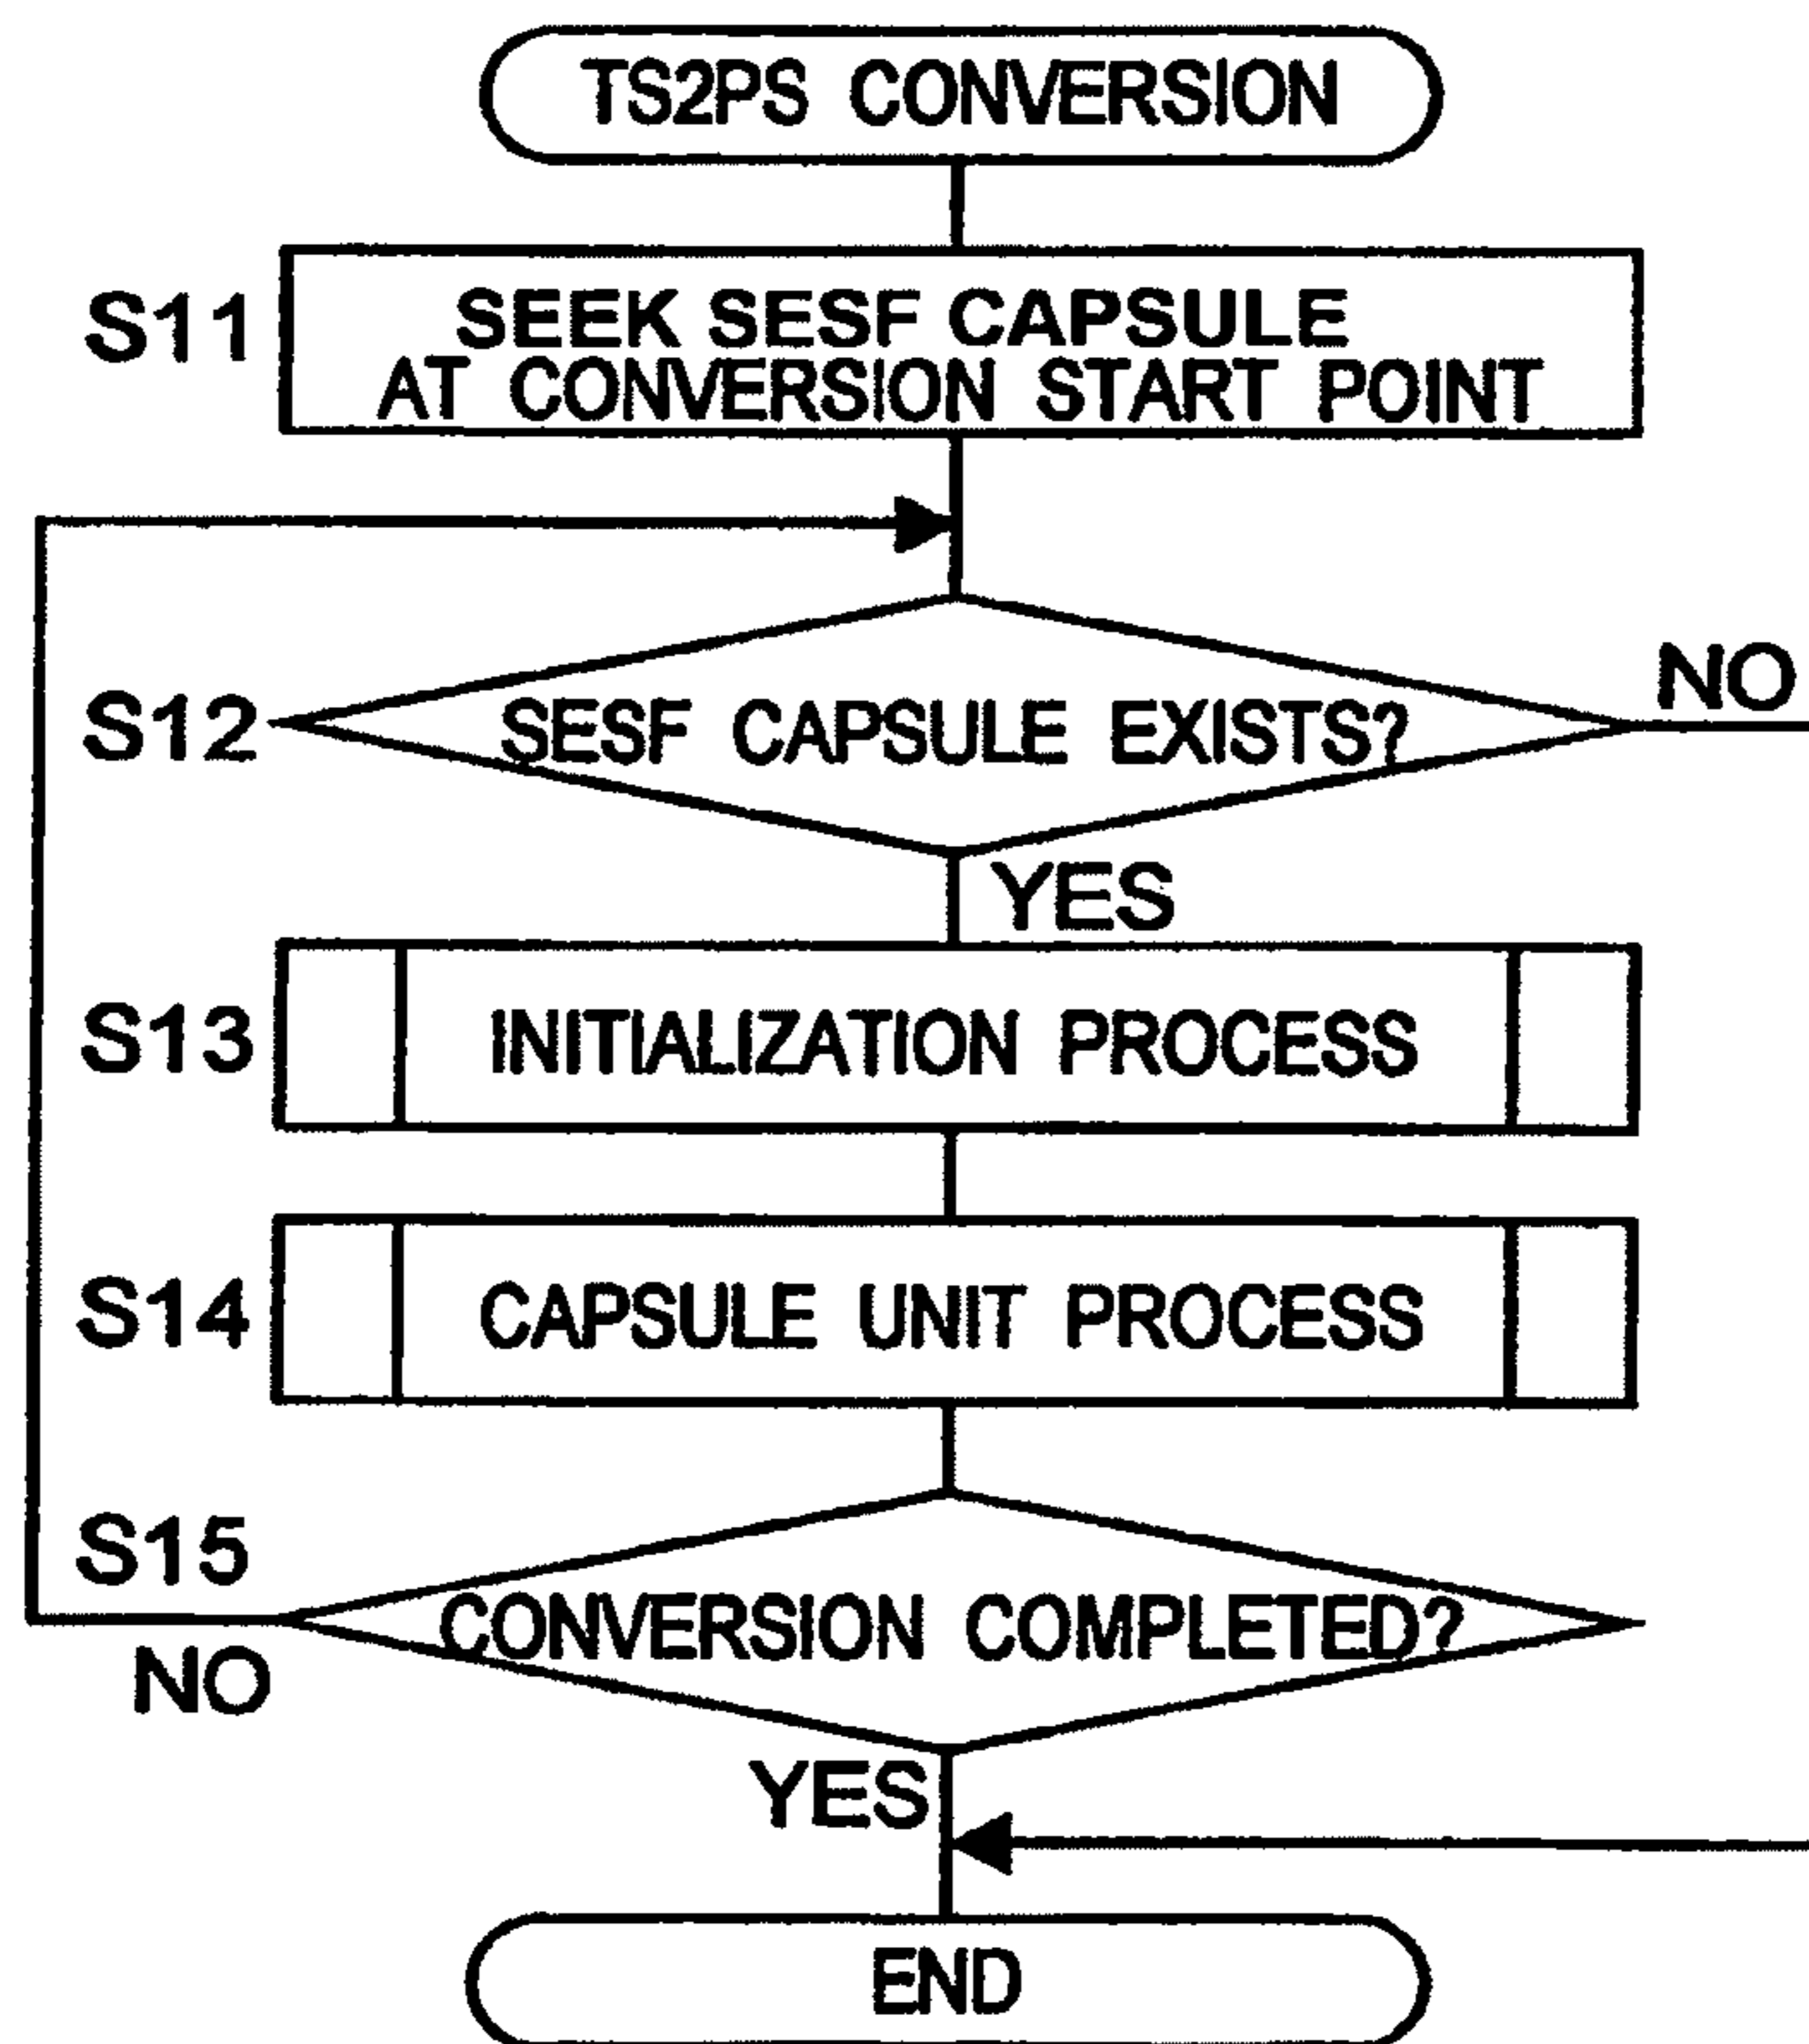 TS2PS CONVERSION
S11
SEEK SESF CAPSULE
AT CONVERSION START POINT
S12
SESF CAPSULE EXISTS?
NO
YES
S13
INITIALIZATION PROCESS
S14
CAPSULE UNIT PROCESS
S15
CONVERSION COMPLETED?
NO
YES
END